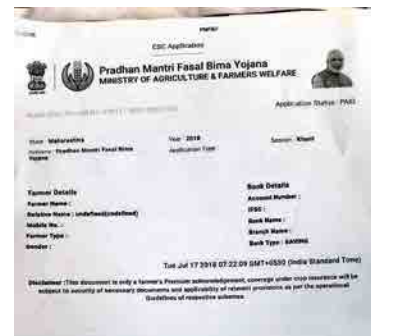 PMFBY
CSC Application
Pradhan Mantri Fasal Bima Yojana
MINISTRY OF AGRICULTURE & FARMERS WELFARE
Application Status : PAID
State : Maharashtra Year : 2018 Season : Kharif
Scheme : Pradhan Mantri Fasal Bima Yojana Application Type
Farmer Details
Farmer Name :
Relative Name : undefined(undefined)
Mobile No. :
Farmer Type :
Gender :
Bank Details
Account Number :
IFSC :
Bank Name :
Branch Name :
Bank Type : SAVING
Tue Jul 17 2018 07:22:09 GMT+0530 (India Standard Time)
Disclaimer :This document is only a farmer's Premium acknowledgement, coverage under crop insurance will be
subject to security of necessary documents and applicability of relevant provisions as per the operational
Guidelines of respective schemes.